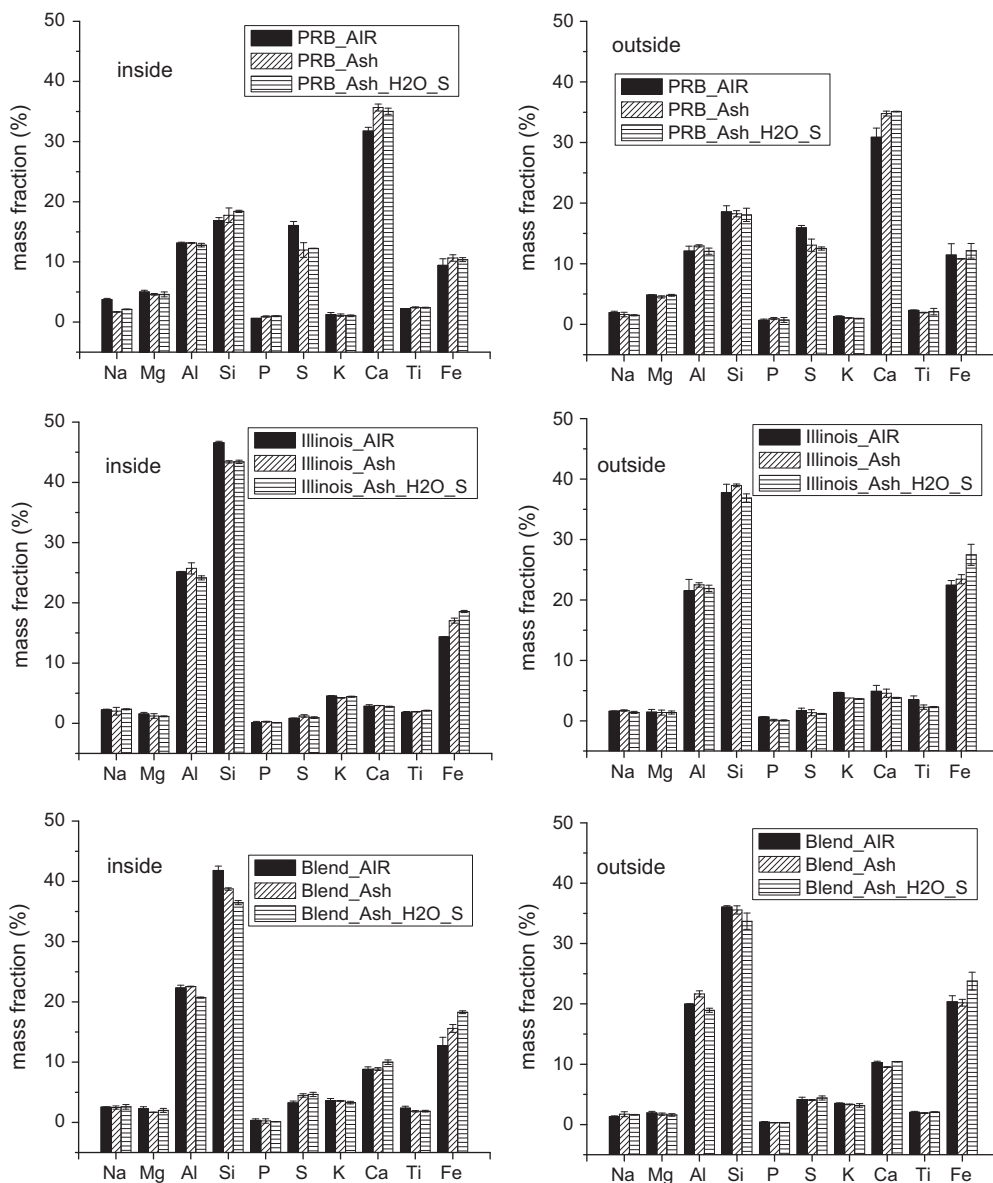 50
40
30
20
10
0
mass fraction (%)
inside
PRB_AIR
PRB_Ash
PRB_Ash_H2O_S
Na Mg Al Si P S K Ca Ti Fe
50
40
30
20
10
0
mass fraction (%)
outside
PRB_AIR
PRB_Ash
PRB_Ash_H2O_S
Na Mg Al Si P S K Ca Ti Fe
50
40
30
20
10
0
mass fraction (%)
inside
Illinois_AIR
Illinois_Ash
Illinois_Ash_H2O_S
Na Mg Al Si P S K Ca Ti Fe
50
40
30
20
10
0
mass fraction (%)
outside
Illinois_AIR
Illinois_Ash
Illinois_Ash_H2O_S
Na Mg Al Si P S K Ca Ti Fe
50
40
30
20
10
0
mass fraction (%)
inside
Blend_AIR
Blend_Ash
Blend_Ash_H2O_S
Na Mg Al Si P S K Ca Ti Fe
50
40
30
20
10
0
mass fraction (%)
outside
Blend_AIR
Blend_Ash
Blend_Ash_H2O_S
Na Mg Al Si P S K Ca Ti Fe